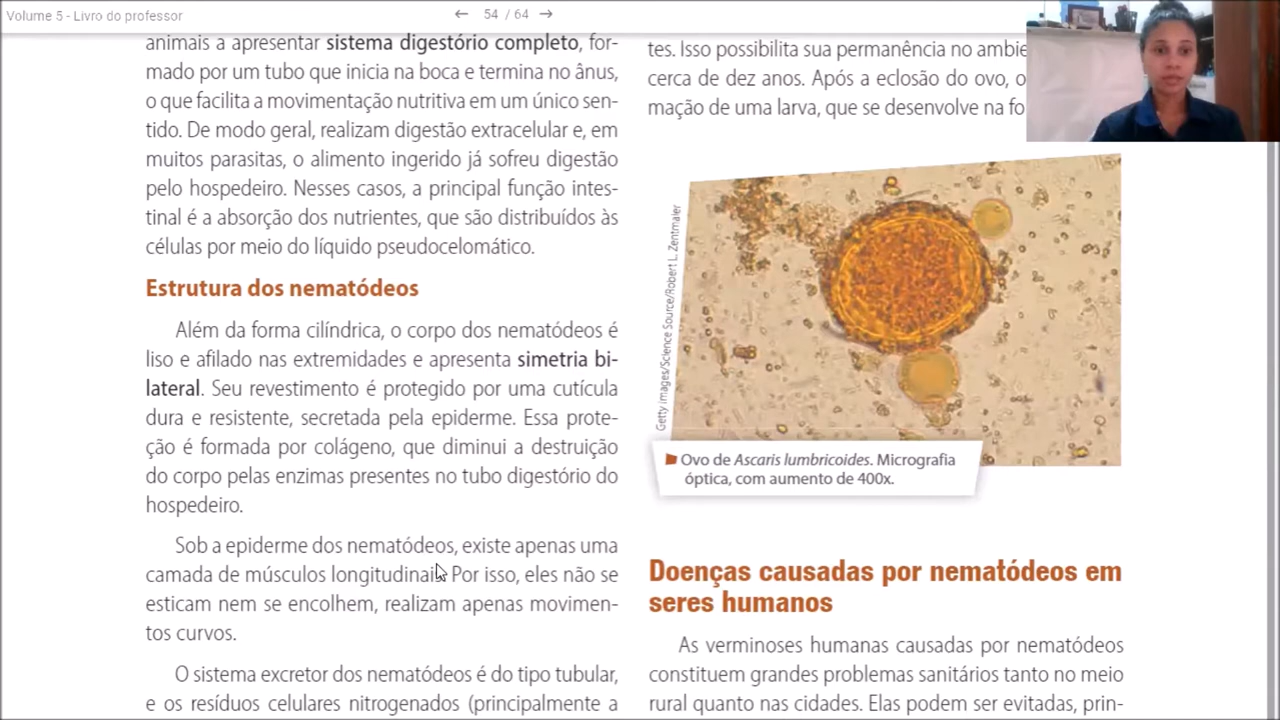 Volume 5 - Livro do professor
54 / 64
animais a apresentar sistema digestório completo, for-
mado por um tubo que inicia na boca e termina no ânus,
o que facilita a movimentação nutritiva em um único sen-
tido. De modo geral, realizam digestão extracelular e, em
muitos parasitas, o alimento ingerido já sofreu digestão
pelo hospedeiro. Nesses casos, a principal função intes-
tinal é a absorção dos nutrientes, que são distribuídos às
células por meio do líquido pseudocelomático.
Estrutura dos nematódeos
Além da forma cilíndrica, o corpo dos nematódeos é
liso e afilado nas extremidades e apresenta simetria bi-
lateral. Seu revestimento é protegido por uma cutícula
dura e resistente, secretada pela epiderme. Essa prote-
ção é formada por colágeno, que diminui a destruição
do corpo pelas enzimas presentes no tubo digestório do
hospedeiro.
Sob a epiderme dos nematódeos, existe apenas uma
camada de músculos longitudinais. Por isso, eles não se
esticam nem se encolhem, realizam apenas movimen-
tos curvos.
O sistema excretor dos nematódeos é do tipo tubular,
e os resíduos celulares nitrogenados (principalmente a
tes. Isso possibilita sua permanência no ambie
cerca de dez anos. Após a eclosão do ovo, o
mação de uma larva, que se desenvolve na fo
Getty images/Science Source/Robert L. Zentmaier
Ovo de Ascaris lumbricoides. Micrografia
óptica, com aumento de 400x.
Doenças causadas por nematódeos em
seres humanos
As verminoses humanas causadas por nematódeos
constituem grandes problemas sanitários tanto no meio
rural quanto nas cidades. Elas podem ser evitadas, prin-